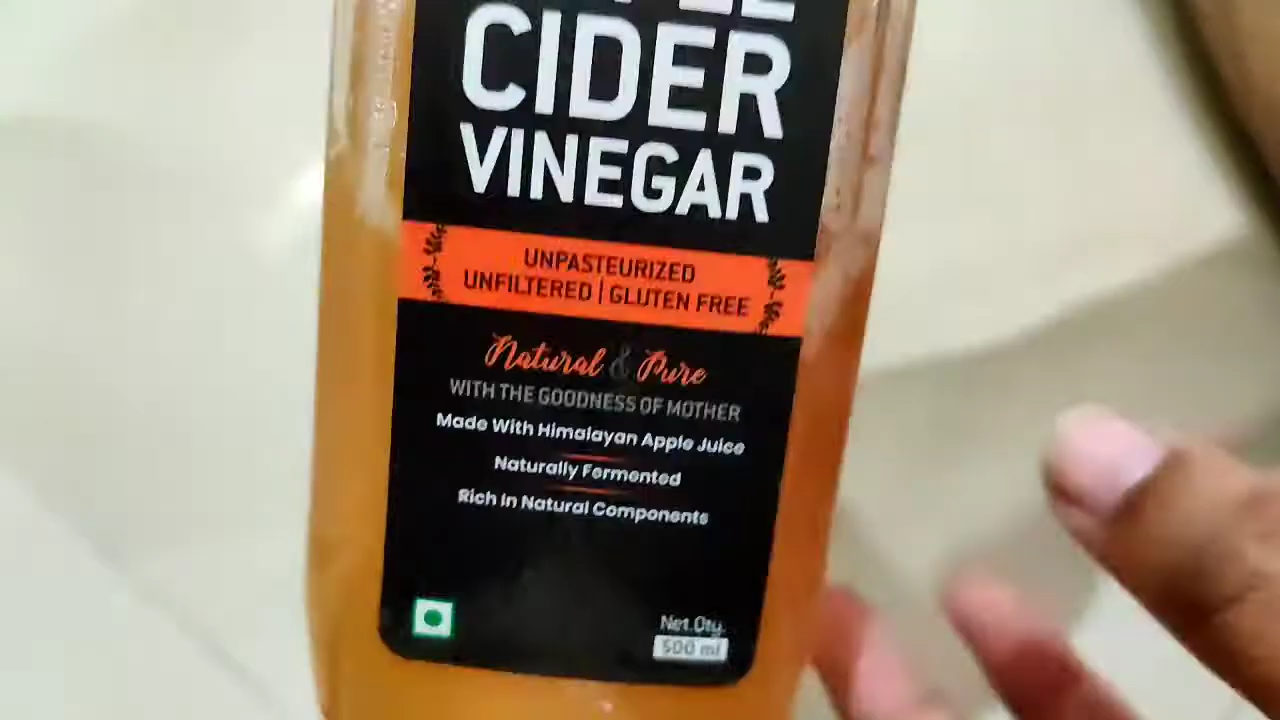 CIDER
VINEGAR
UNPASTEURIZED
UNFILTERED | GLUTEN FREE
Natural & Pure
WITH THE GOODNESS OF MOTHER
Made With Himalayan Apple Juice
Naturally Fermented
Rich In Natural Components
Net.Qty.
500 ml